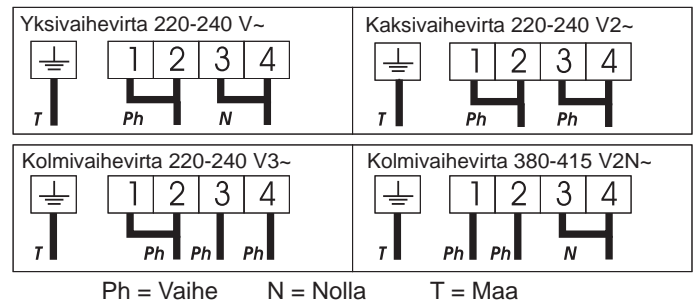 Yksivaihevirta 220-240 V~
1 2 3 4
T Ph N
Kaksivaihevirta 220-240 V2~
1 2 3 4
T Ph Ph
Kolmivaihevirta 220-240 V3~
1 2 3 4
T Ph Ph Ph
Kolmivaihevirta 380-415 V2N~
1 2 3 4
T Ph Ph N
Ph = Vaihe N = Nolla T = Maa